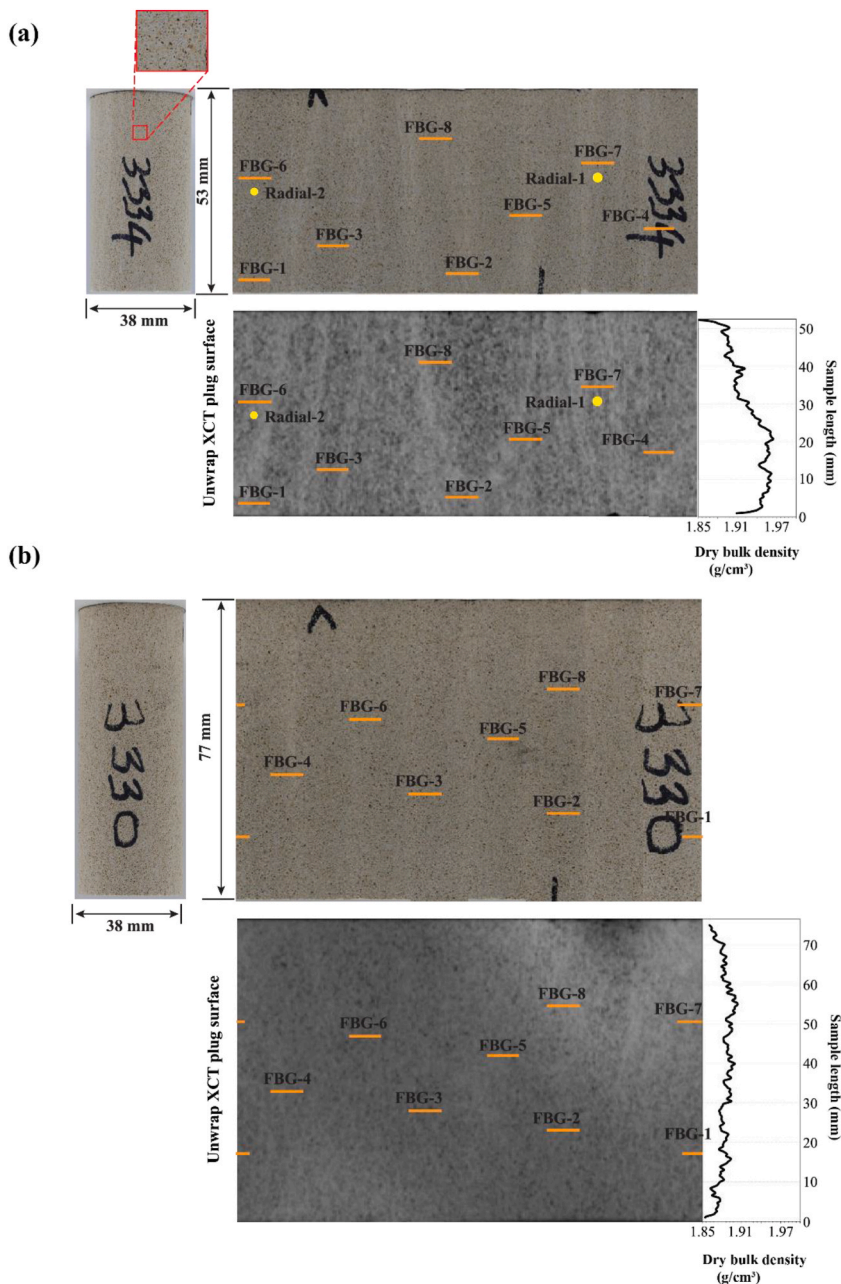 (a)
53 mm
38 mm
3334
FBG-8
FBG-6
FBG-7
Radial-2
Radial-1
3334
FBG-5
FBG-4
FBG-3
FBG-1
FBG-2
Unwrap XCT plug surface
FBG-8
FBG-6
FBG-7
Radial-2
Radial-1
FBG-5
FBG-4
FBG-3
FBG-1
FBG-2
50
40
30
20
10
0
Sample length (mm)
1.85 1.91 1.97
Dry bulk density
(g/cm³)
(b)
3330
77 mm
38 mm
FBG-8
FBG-7
FBG-6
3330
FBG-5
FBG-4
FBG-3
FBG-2
FBG-1
Unwrap XCT plug surface
FBG-8
FBG-7
FBG-6
FBG-5
FBG-4
FBG-3
FBG-2
FBG-1
70
60
50
40
30
20
10
0
Sample length (mm)
1.85 1.91 1.97
Dry bulk density
(g/cm³)